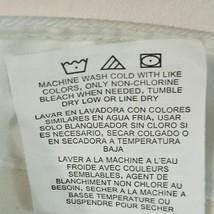 MACHINE WASH COLD WITH LIKE
COLORS, ONLY NON-CHLORINE
BLEACH WHEN NEEDED, TUMBLE
DRY LOW OR LINE DRY
LAVAR EN LAVADORA CON COLORES
SIMILARES EN AGUA FRIA, USAR
SOLO BLANQUEADOR SIN CLORO SI
ES NECESARIO, SECAR COLGADO O
EN SECADORA A TEMPERATURA
BAJA
LAVER A LA MACHINE A L'EAU
FROIDE AVEC COULEURS
SEMBLABLES, AGENT DE
BLANCHIMENT NON CHLORE AU
BESOIN, SECHER A LA MACHINE A
BASSE TEMPERATURE OU
SUSPENDRE POUR SECHER